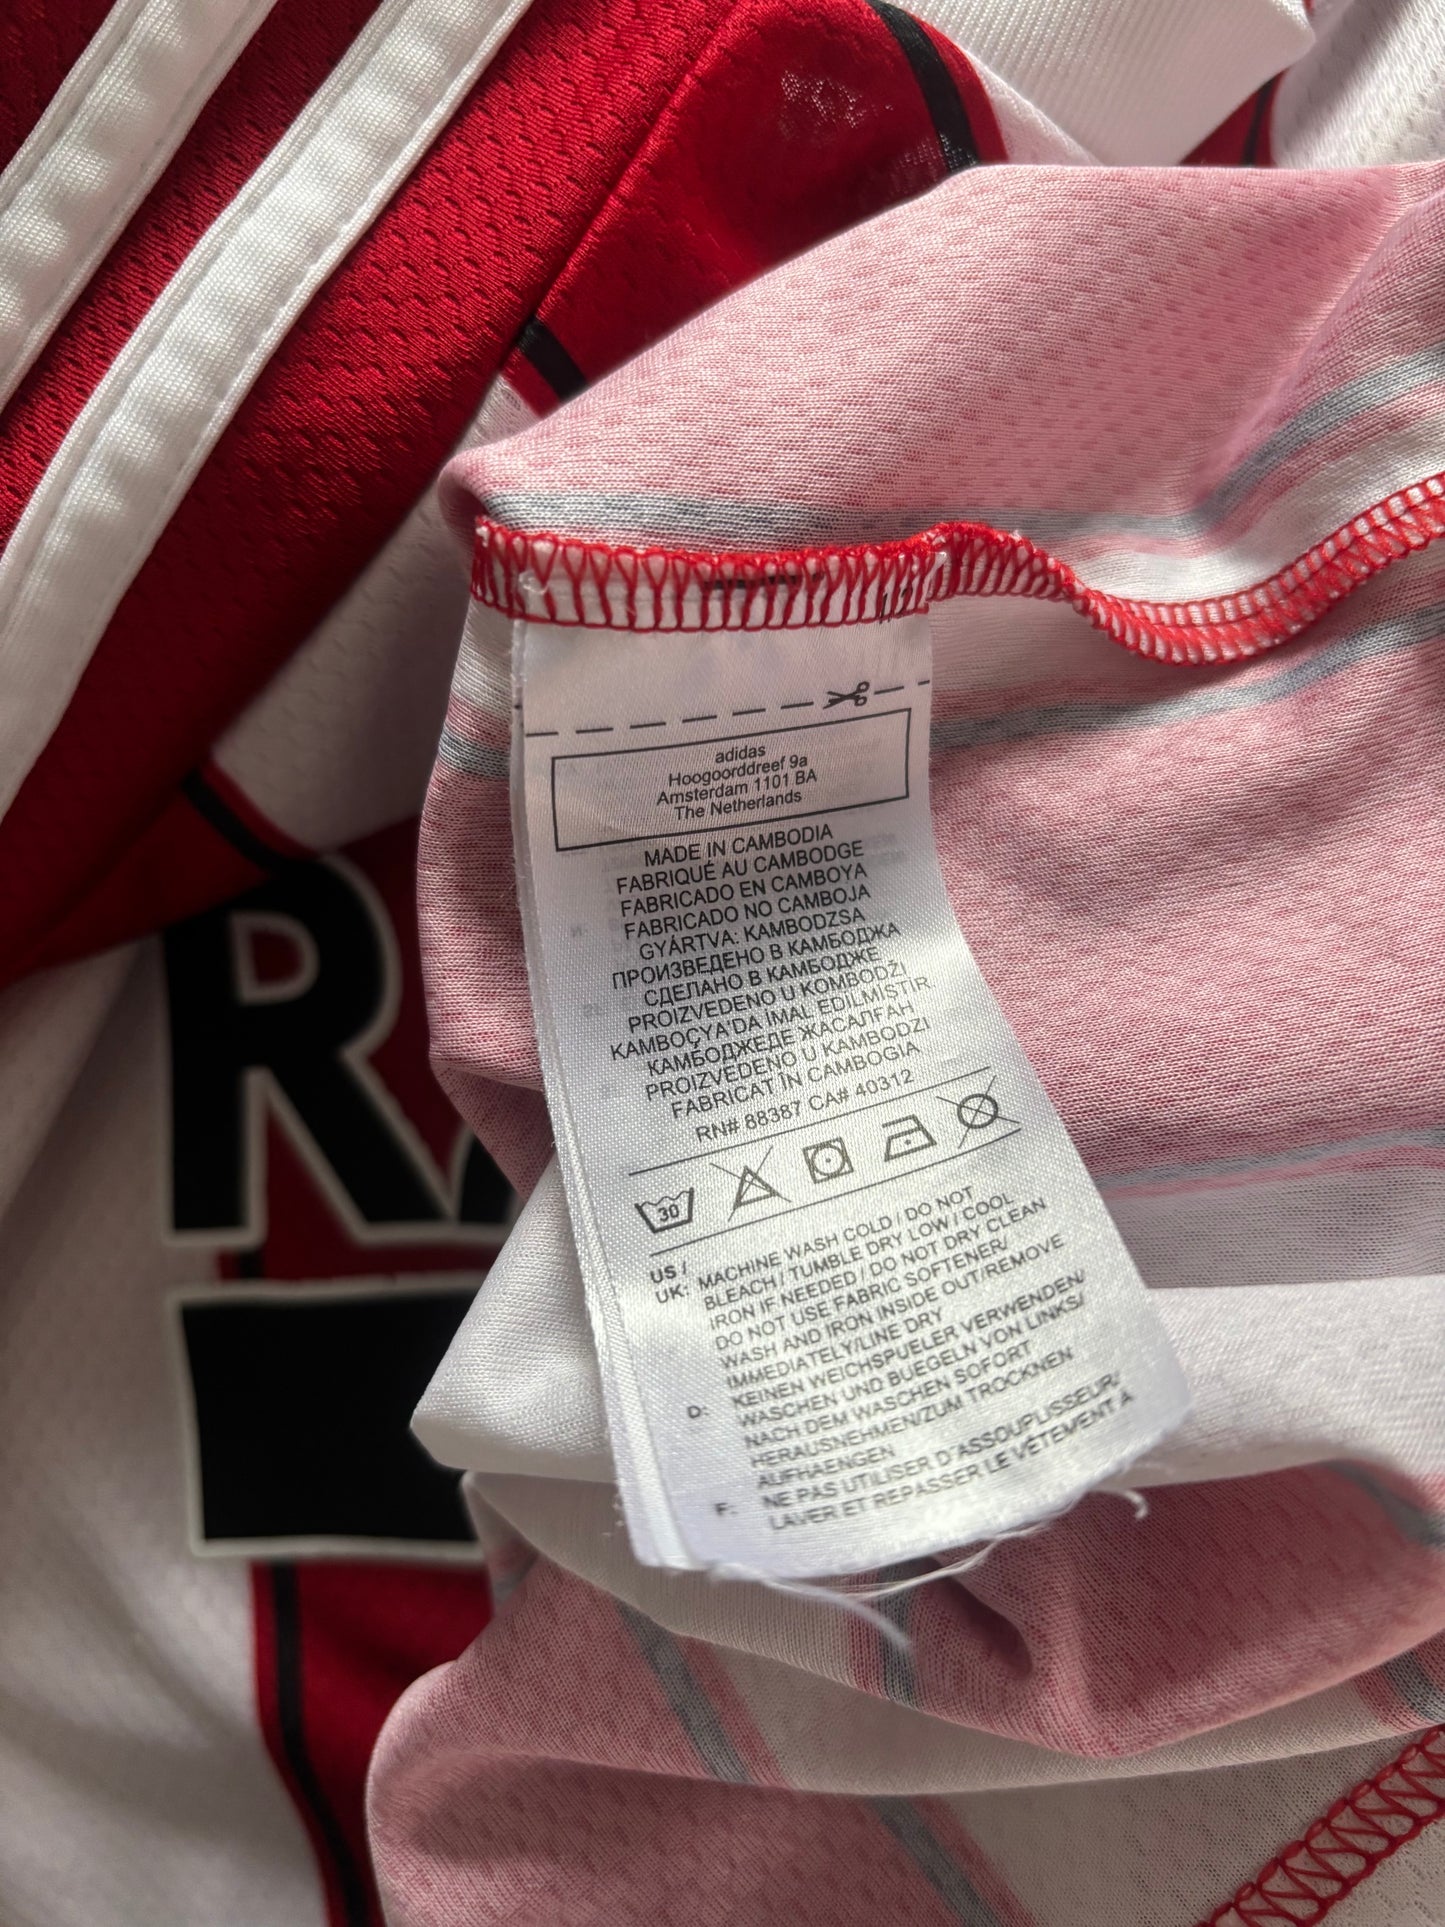 adidas
Hoogoorddreef 9a
Amsterdam 1101 BA
The Netherlands
MADE IN CAMBODIA
FABRIQUÉ AU CAMBODGE
FABRICADO EN CAMBOYA
FABRICADO NO CAMBOJA
GYÁRTVA: KAMBODZSA
ПРОИЗВЕДЕНО В КАМБОДЖА
СДЕЛАНО В КАМБОДЖЕ
PROIZVEDENO U KOMBODŽI
KAMBOÇYA'DA İMAL EDİLMİŞTİR
КАМБОДЖЕДЕ ЖАСАЛҒАН
PROIZVEDENO U KAMBODZI
FABRICAT ÎN CAMBOGIA
RN# 88387 CA# 40312
30
US / UK: MACHINE WASH COLD / DO NOT
BLEACH / TUMBLE DRY LOW / COOL
IRON IF NEEDED / DO NOT DRY CLEAN
DO NOT USE FABRIC SOFTENER/
WASH AND IRON INSIDE OUT/REMOVE
IMMEDIATELY/LINE DRY
D: KEINEN WEICHSPUELER VERWENDEN/
WASCHEN UND BUEGELN VON LINKS/
NACH DEM WASCHEN SOFORT
HERAUSNEHMEN/ZUM TROCKNEN
AUFHAENGEN
F: NE PAS UTILISER D'ASSOUPLISSEUR/
LAVER ET REPASSER LE VÊTEMENT A
R